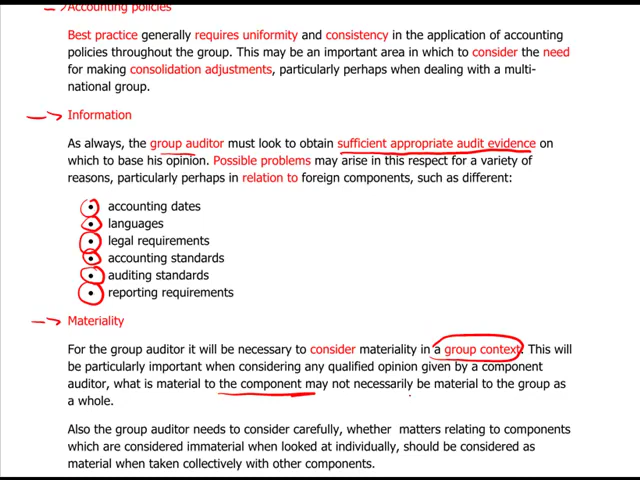 Accounting policies
Best practice generally requires uniformity and consistency in the application of accounting
policies throughout the group. This may be an important area in which to consider the need
for making consolidation adjustments, particularly perhaps when dealing with a multi-
national group.
Information
As always, the group auditor must look to obtain sufficient appropriate audit evidence on
which to base his opinion. Possible problems may arise in this respect for a variety of
reasons, particularly perhaps in relation to foreign components, such as different:
• accounting dates
• languages
• legal requirements
• accounting standards
• auditing standards
• reporting requirements
Materiality
For the group auditor it will be necessary to consider materiality in a group context. This will
be particularly important when considering any qualified opinion given by a component
auditor, what is material to the component may not necessarily be material to the group as
a whole.
Also the group auditor needs to consider carefully, whether matters relating to components
which are considered immaterial when looked at individually, should be considered as
material when taken collectively with other components.